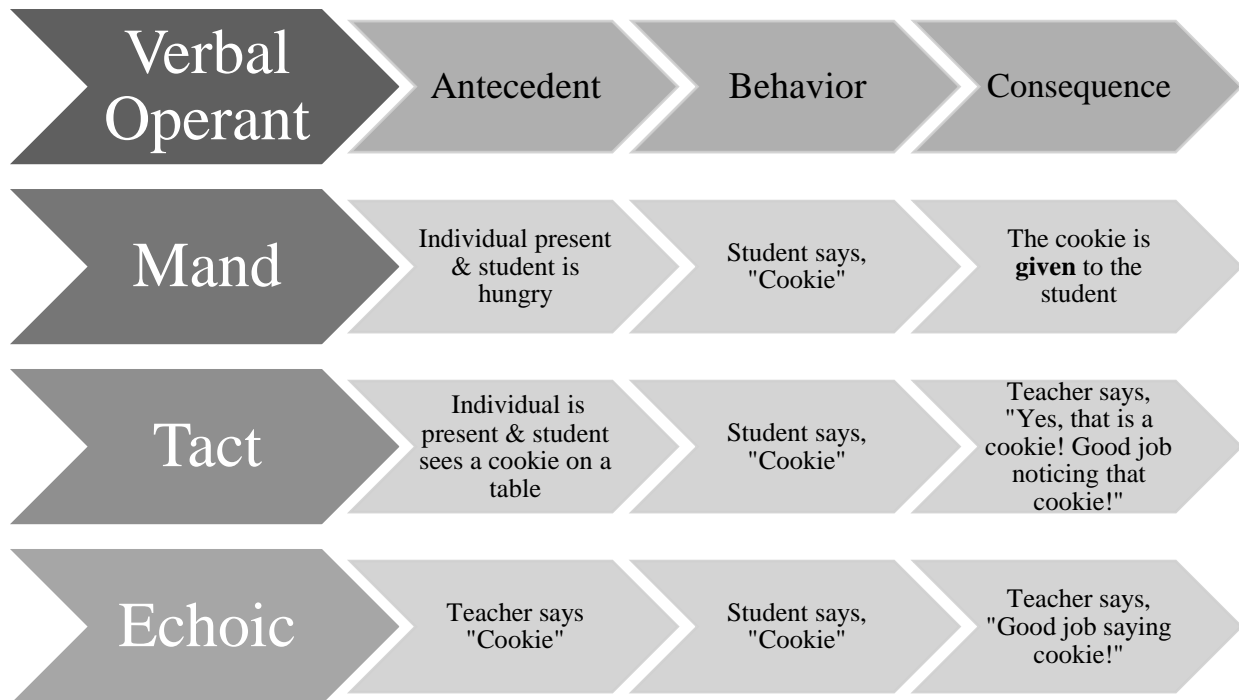 Verbal
Operant
Antecedent
Behavior
Consequence
Mand
Individual present
& student is
hungry
Student says,
"Cookie"
The cookie is
given to the
student
Tact
Individual is
present & student
sees a cookie on a
table
Student says,
"Cookie"
Teacher says,
"Yes, that is a
cookie! Good job
noticing that
cookie!"
Echoic
Teacher says
"Cookie"
Student says,
"Cookie"
Teacher says,
"Good job saying
cookie!"